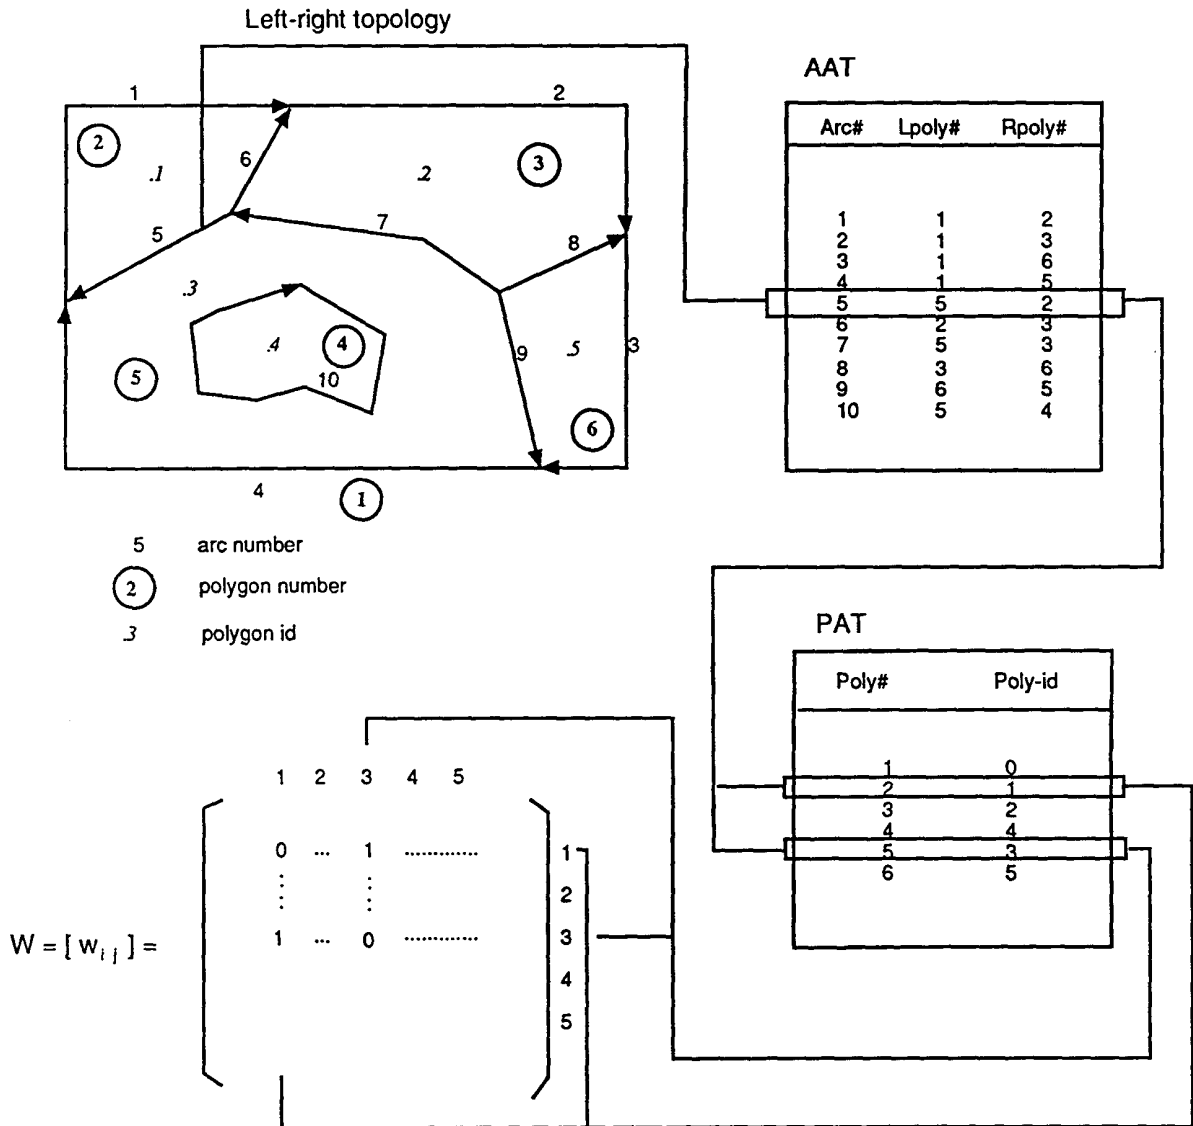 Left-right topology
1 2
2 .1 6 .2 3
5 7 8
.3
.4 4 9 .5 3
5 10
6
4 1
5 arc number
2 polygon number
.3 polygon id
AAT
Arc# Lpoly# Rpoly#
1 1 2
2 1 3
3 1 6
4 1 5
5 5 2
6 2 3
7 5 3
8 3 6
9 6 5
10 5 4
PAT
Poly# Poly-id
1 0
2 1
3 2
4 4
5 3
6 5
1 2 3 4 5
0 ... 1 ............. 1
2
W = [ w i j ] = 1 ... 0 ............. 3
4
5